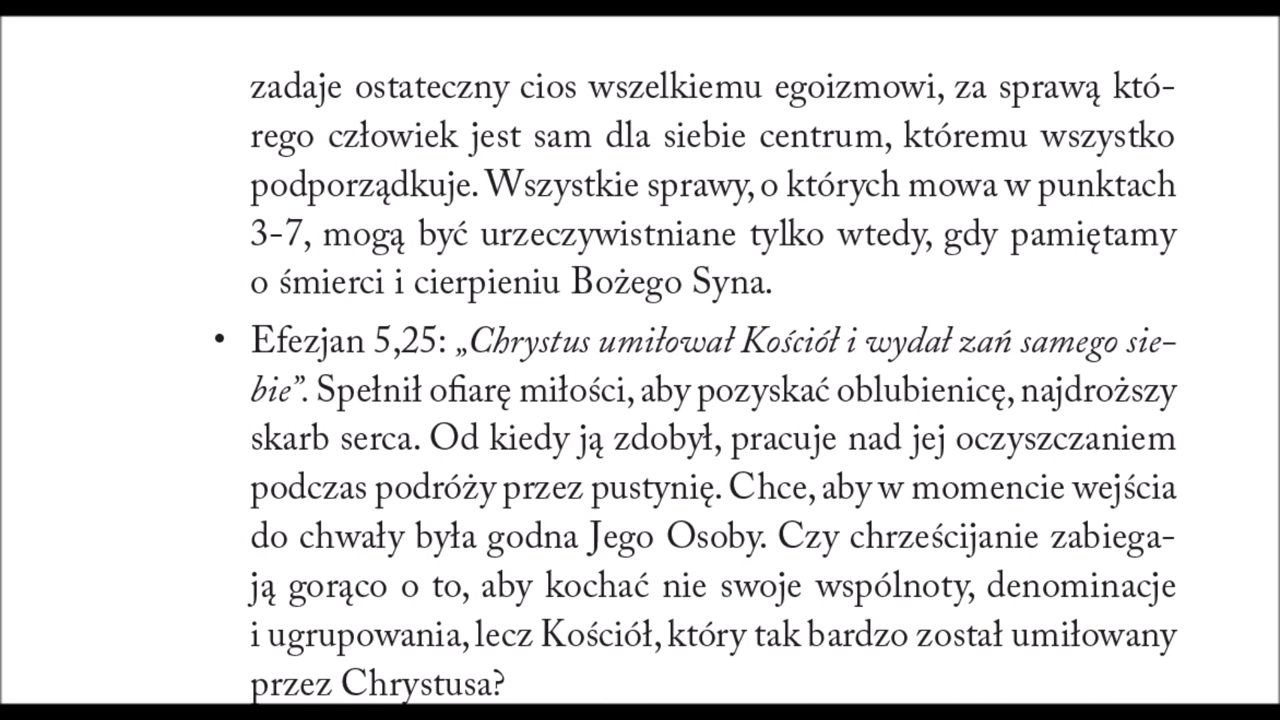 zadaje ostateczny cios wszelkiemu egoizmowi, za sprawą któ-
rego człowiek jest sam dla siebie centrum, któremu wszystko
podporządkuje. Wszystkie sprawy, o których mowa w punktach
3-7, mogą być urzeczywistniane tylko wtedy, gdy pamiętamy
o śmierci i cierpieniu Bożego Syna.
• Efezjan 5,25: „Chrystus umiłował Kościół i wydał zań samego sie-
bie”. Spełnił ofiarę miłości, aby pozyskać oblubienicę, najdroższy
skarb serca. Od kiedy ją zdobył, pracuje nad jej oczyszczaniem
podczas podróży przez pustynię. Chce, aby w momencie wejścia
do chwały była godna Jego Osoby. Czy chrześcijanie zabiega-
ją gorąco o to, aby kochać nie swoje wspólnoty, denominacje
i ugrupowania, lecz Kościół, który tak bardzo został umiłowany
przez Chrystusa?